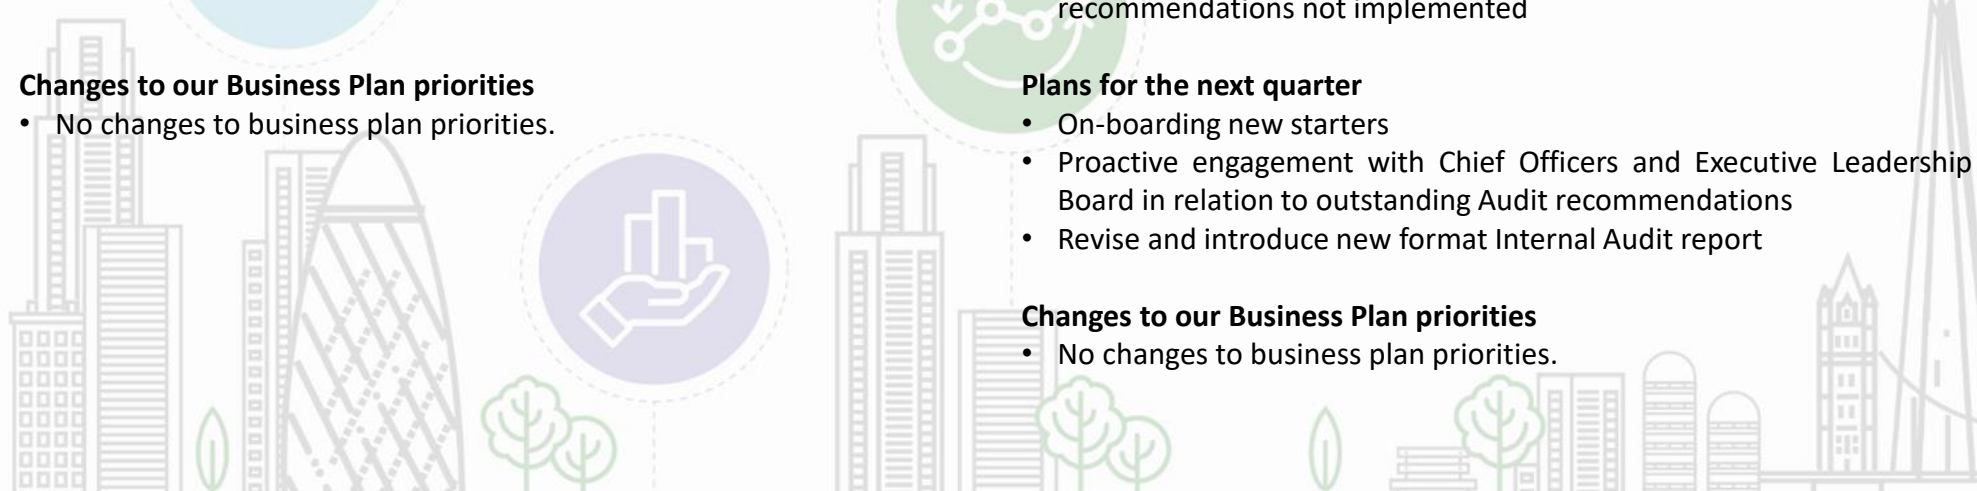 Changes to our Business Plan priorities
• No changes to business plan priorities.
recommendations not implemented
Plans for the next quarter
• On-boarding new starters
• Proactive engagement with Chief Officers and Executive Leadership
Board in relation to outstanding Audit recommendations
• Revise and introduce new format Internal Audit report
Changes to our Business Plan priorities
• No changes to business plan priorities.